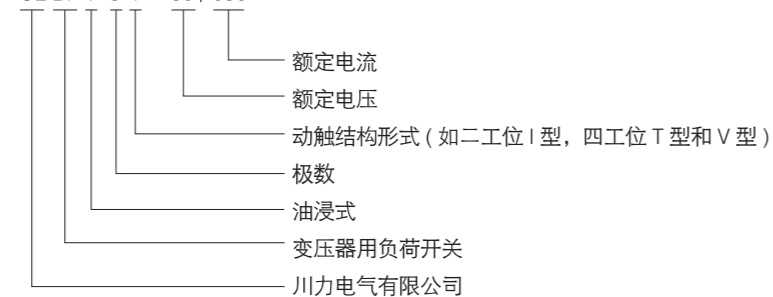 额定电流
额定电压
动触结构形式 ( 如二工位 I 型，四工位 T 型和 V 型 )
极数
油浸式
变压器用负荷开关
川力电气有限公司